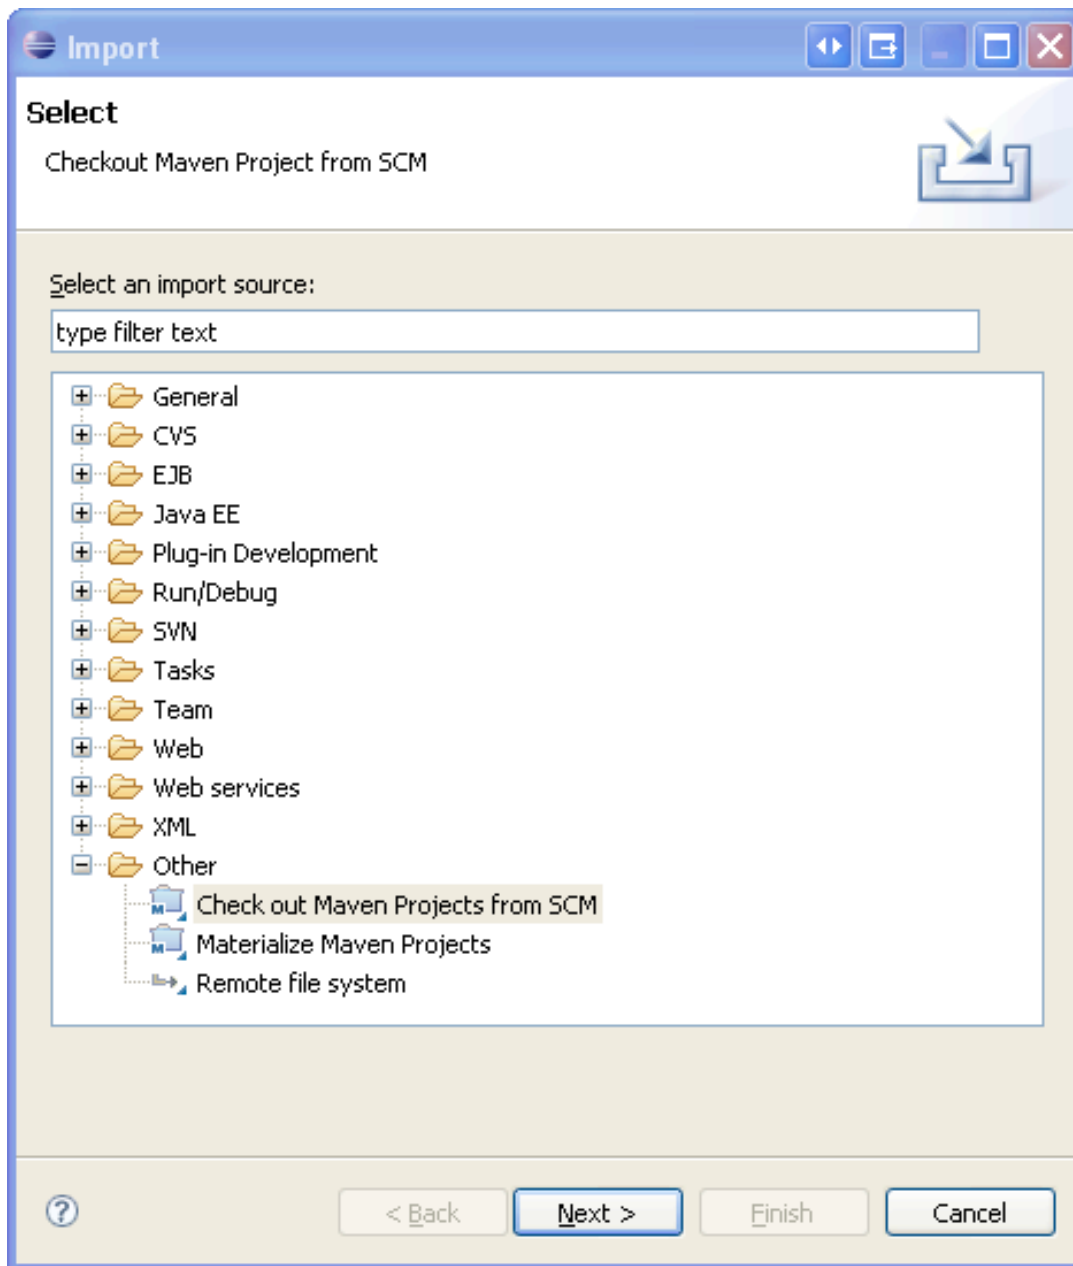 Import
Select
Checkout Maven Project from SCM
Select an import source:
type filter text
General
CVS
EJB
Java EE
Plug-in Development
Run/Debug
SVN
Tasks
Team
Web
Web services
XML
Other
Check out Maven Projects from SCM
Materialize Maven Projects
Remote file system
< Back Next > Finish Cancel